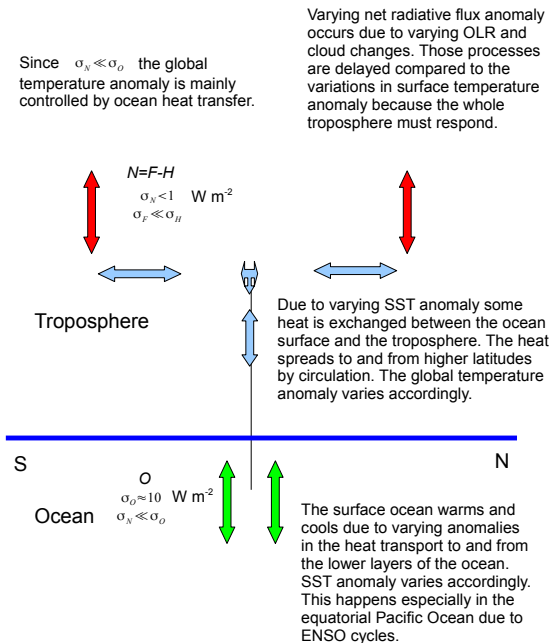 Varying net radiative flux anomaly
occurs due to varying OLR and
cloud changes. Those processes
are delayed compared to the
variations in surface temperature
anomaly because the whole
troposphere must respond.
Since σN≪σO the global
temperature anomaly is mainly
controlled by ocean heat transfer.
N=F-H
σN<1 W m-2
σF≪σH
Troposphere
Due to varying SST anomaly some
heat is exchanged between the ocean
surface and the troposphere. The heat
spreads to and from higher latitudes
by circulation. The global temperature
anomaly varies accordingly.
S
N
O
σO≈10 W m-2
σN≪σO
Ocean
The surface ocean warms and
cools due to varying anomalies
in the heat transport to and from
the lower layers of the ocean.
SST anomaly varies accordingly.
This happens especially in the
equatorial Pacific Ocean due to
ENSO cycles.